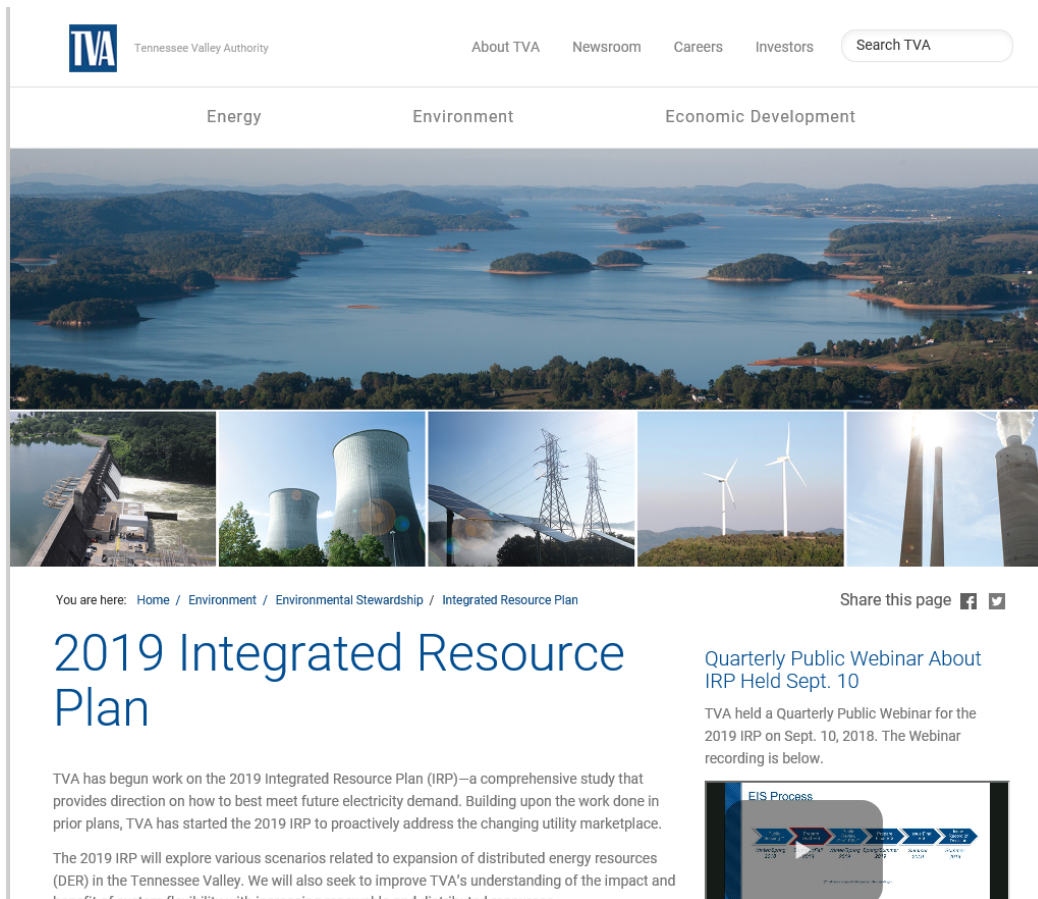 TVA
Tennessee Valley Authority
About TVA Newsroom Careers Investors Search TVA
Energy Environment Economic Development
You are here: Home / Environment / Environmental Stewardship / Integrated Resource Plan
Share this page
2019 Integrated Resource
Plan
TVA has begun work on the 2019 Integrated Resource Plan (IRP)—a comprehensive study that
provides direction on how to best meet future electricity demand. Building upon the work done in
prior plans, TVA has started the 2019 IRP to proactively address the changing utility marketplace.
The 2019 IRP will explore various scenarios related to expansion of distributed energy resources
(DER) in the Tennessee Valley. We will also seek to improve TVA's understanding of the impact and
Quarterly Public Webinar About
IRP Held Sept. 10
TVA held a Quarterly Public Webinar for the
2019 IRP on Sept. 10, 2018. The Webinar
recording is below.
EIS Process